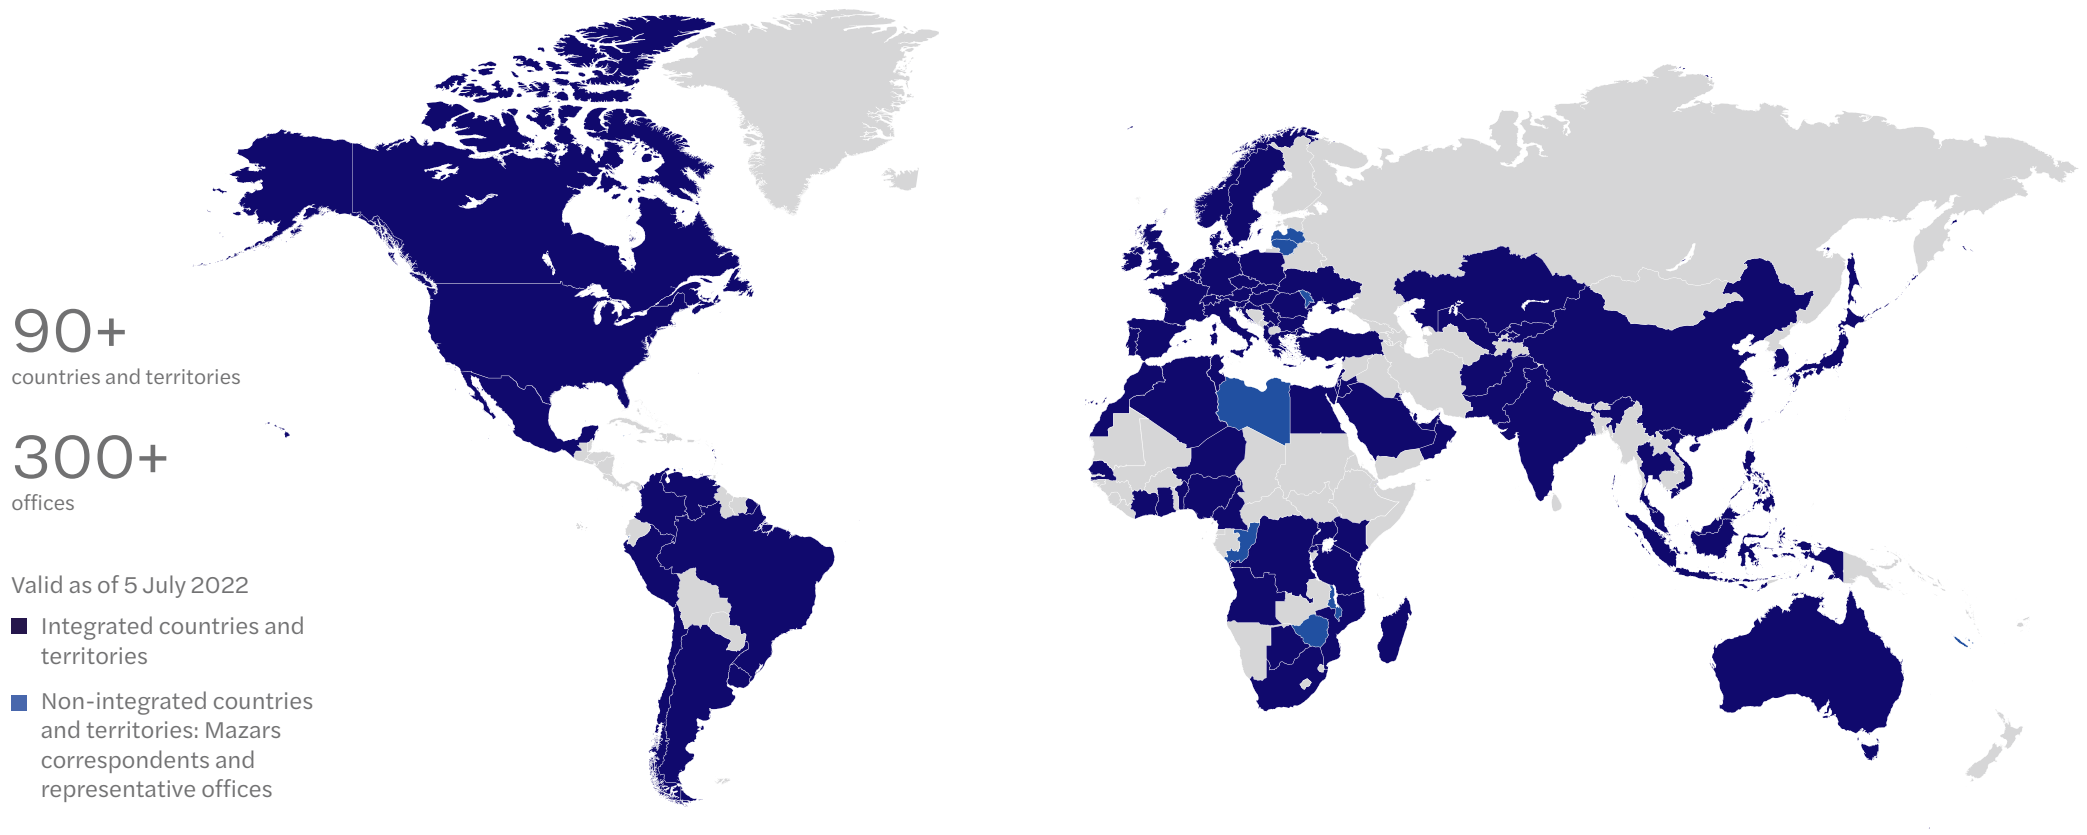 90+
countries and territories
300+
offices
Valid as of 5 July 2022
Integrated countries and
territories
Non-integrated countries
and territories: Mazars
correspondents and
representative offices